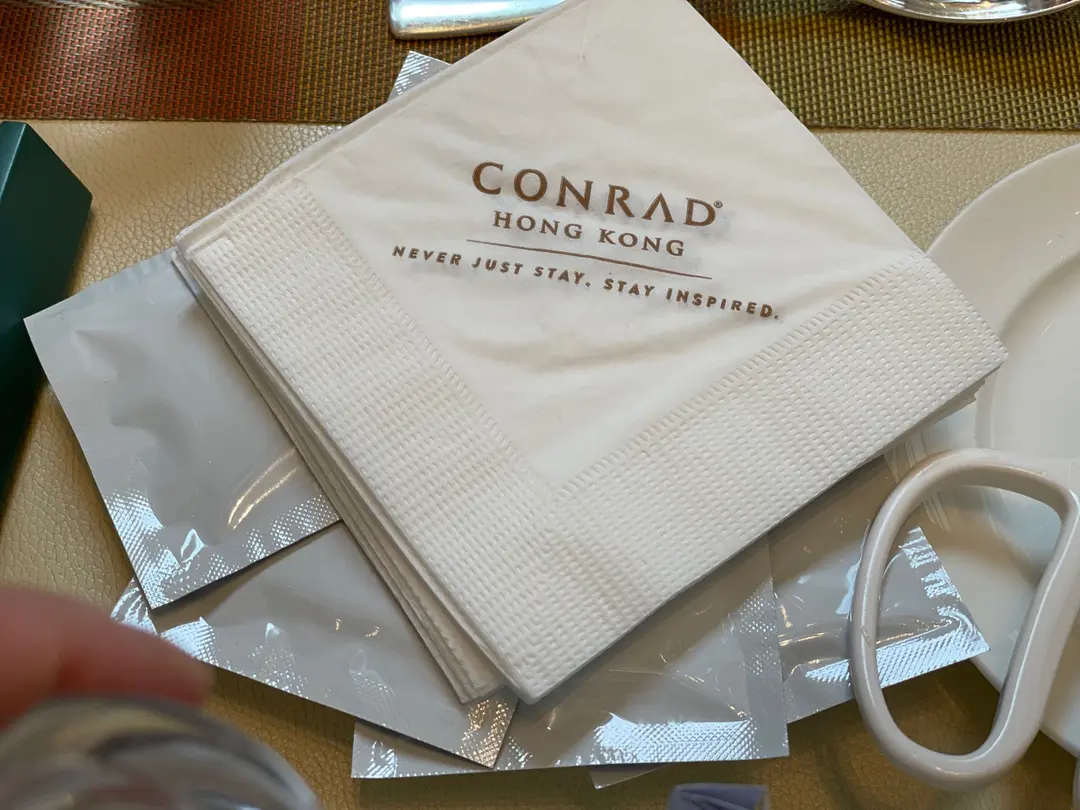 CONRAD®
HONG KONG
NEVER JUST STAY. STAY INSPIRED.